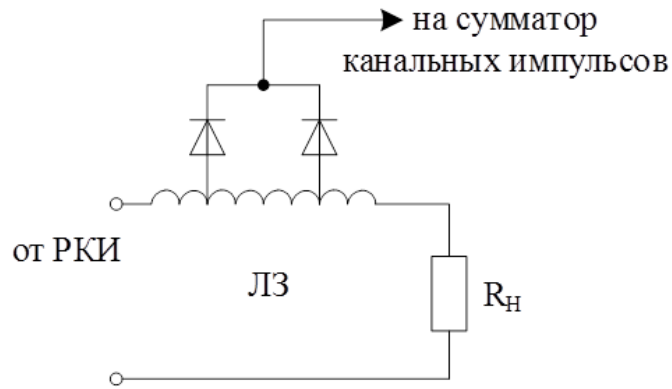 на сумматор
канальных импульсов
от РКИ
ЛЗ
RН